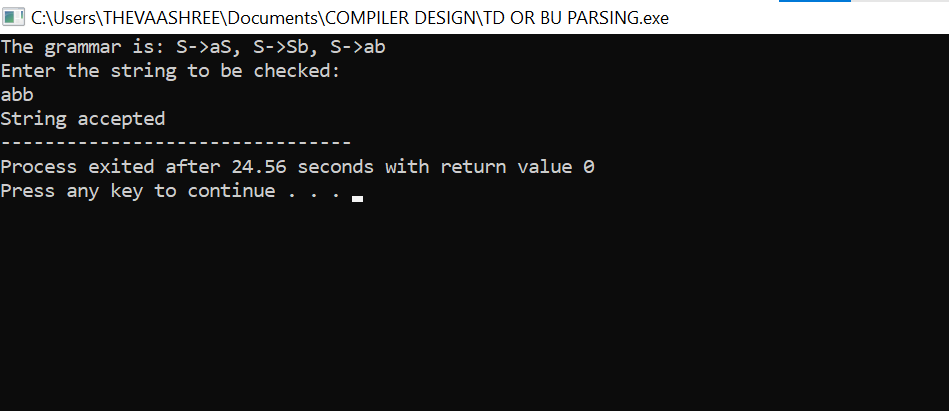 C:\Users\THEVAASHREE\Documents\COMPILER DESIGN\TD OR BU PARSING.exe
The grammar is: S->aS, S->Sb, S->ab
Enter the string to be checked:
abb
String accepted
--------------------------------
Process exited after 24.56 seconds with return value 0
Press any key to continue . . .